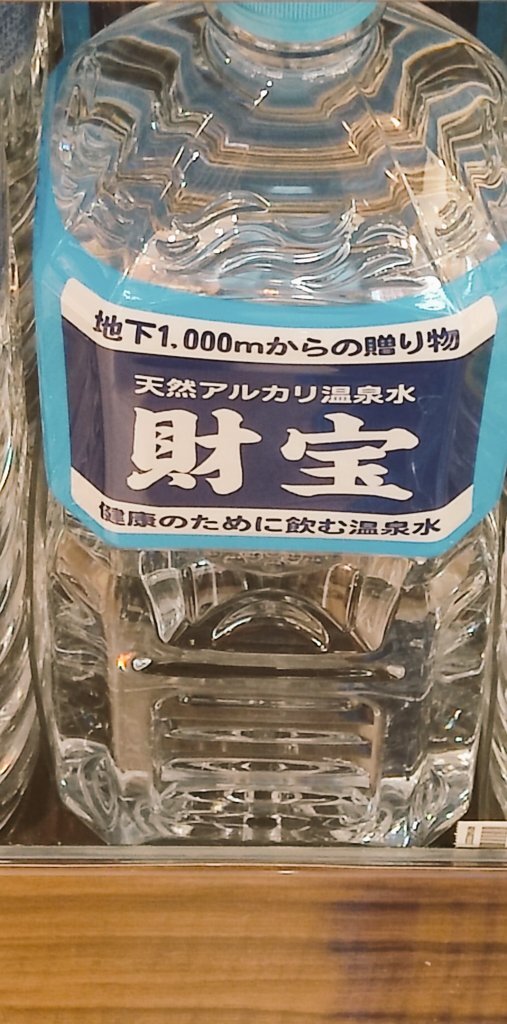 地下1,000mからの贈り物
天然アルカリ温泉水
財宝
健康のために飲む温泉水